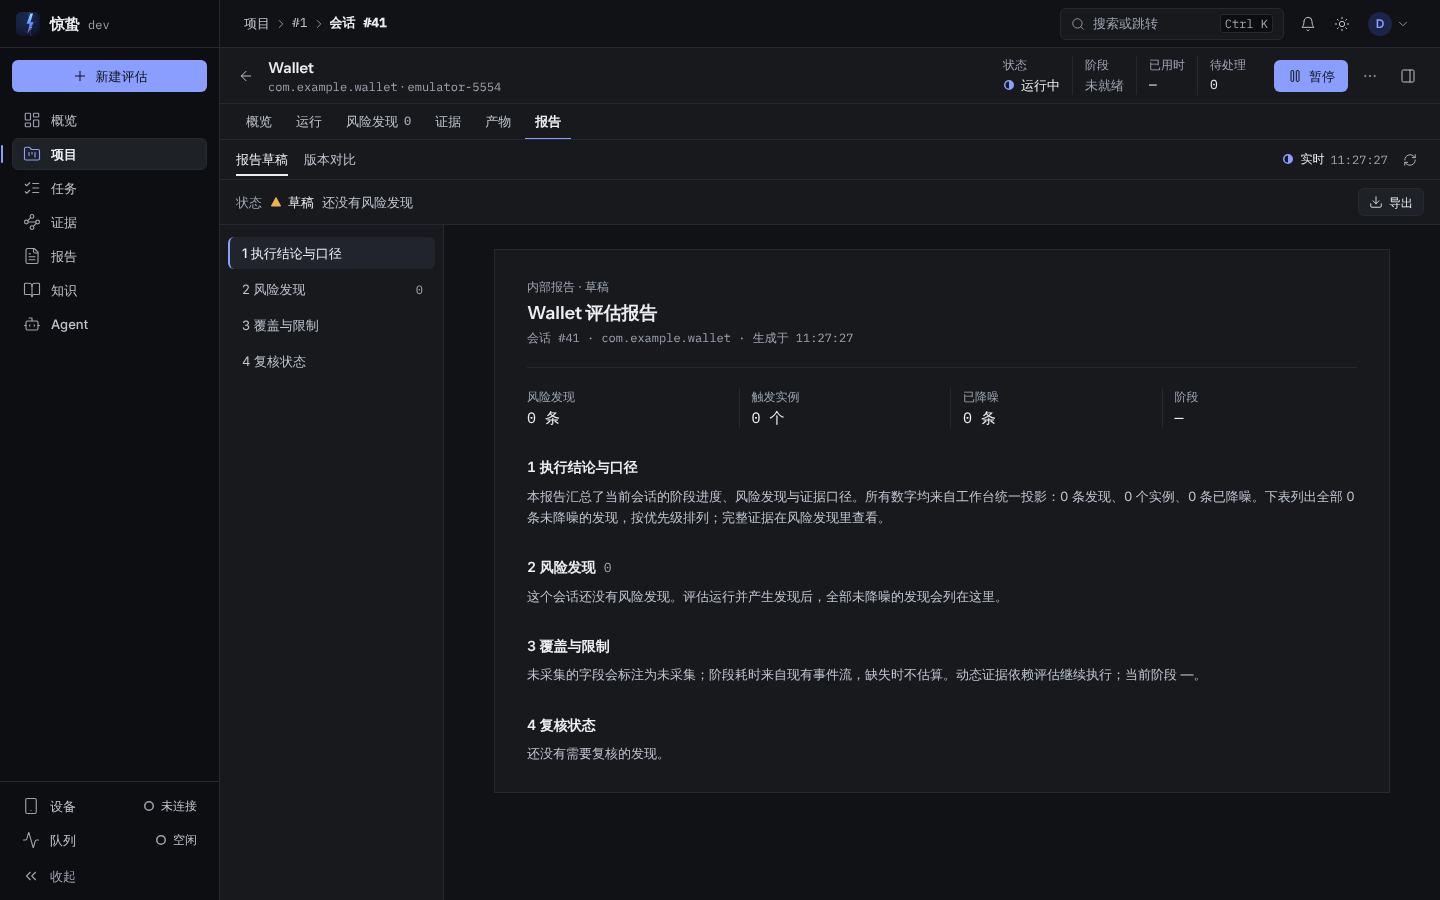 惊蛰 dev
新建评估
概览
项目
任务
证据
报告
知识
Agent
设备 未连接
队列 空闲
收起
项目 #1 会话 #41
搜索或跳转 Ctrl K
D
Wallet
com.example.wallet · emulator-5554
状态 阶段 已用时 待处理
运行中 未就绪 — 0
暂停
概览 运行 风险发现 0 证据 产物 报告
报告草稿 版本对比
实时 11:27:27
状态 草稿 还没有风险发现
导出
1 执行结论与口径
2 风险发现 0
3 覆盖与限制
4 复核状态
内部报告 · 草稿
Wallet 评估报告
会话 #41 · com.example.wallet · 生成于 11:27:27
风险发现 触发实例 已降噪 阶段
0 条 0 个 0 条 —
1 执行结论与口径
本报告汇总了当前会话的阶段进度、风险发现与证据口径。所有数字均来自工作台统一投影：0 条发现、0 个实例、0 条已降噪。下表列出全部 0
条未降噪的发现，按优先级排列；完整证据在风险发现里查看。
2 风险发现 0
这个会话还没有风险发现。评估运行并产生发现后，全部未降噪的发现会列在这里。
3 覆盖与限制
未采集的字段会标注为未采集；阶段耗时来自现有事件流，缺失时不估算。动态证据依赖评估继续执行；当前阶段 —。
4 复核状态
还没有需要复核的发现。